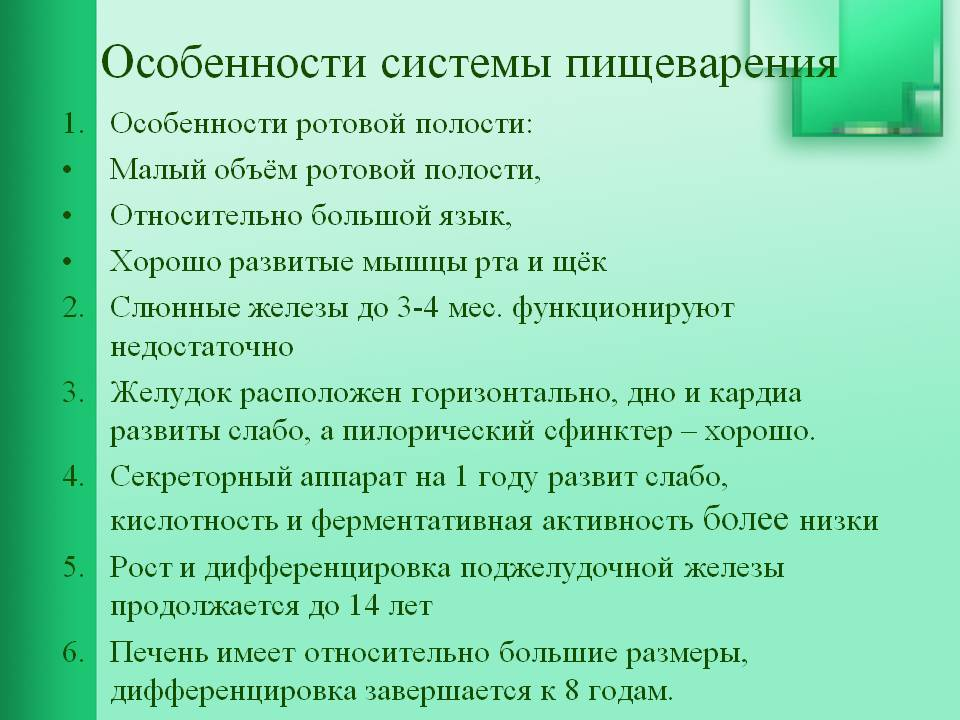 Особенности системы пищеварения
1. Особенности ротовой полости:
• Малый объём ротовой полости,
• Относительно большой язык,
• Хорошо развитые мышцы рта и щёк
2. Слюнные железы до 3-4 мес. функционируют
недостаточно
3. Желудок расположен горизонтально, дно и кардиа
развиты слабо, а пилорический сфинктер – хорошо.
4. Секреторный аппарат на 1 году развит слабо,
кислотность и ферментативная активность более низки
5. Рост и дифференцировка поджелудочной железы
продолжается до 14 лет
6. Печень имеет относительно большие размеры,
дифференцировка завершается к 8 годам.